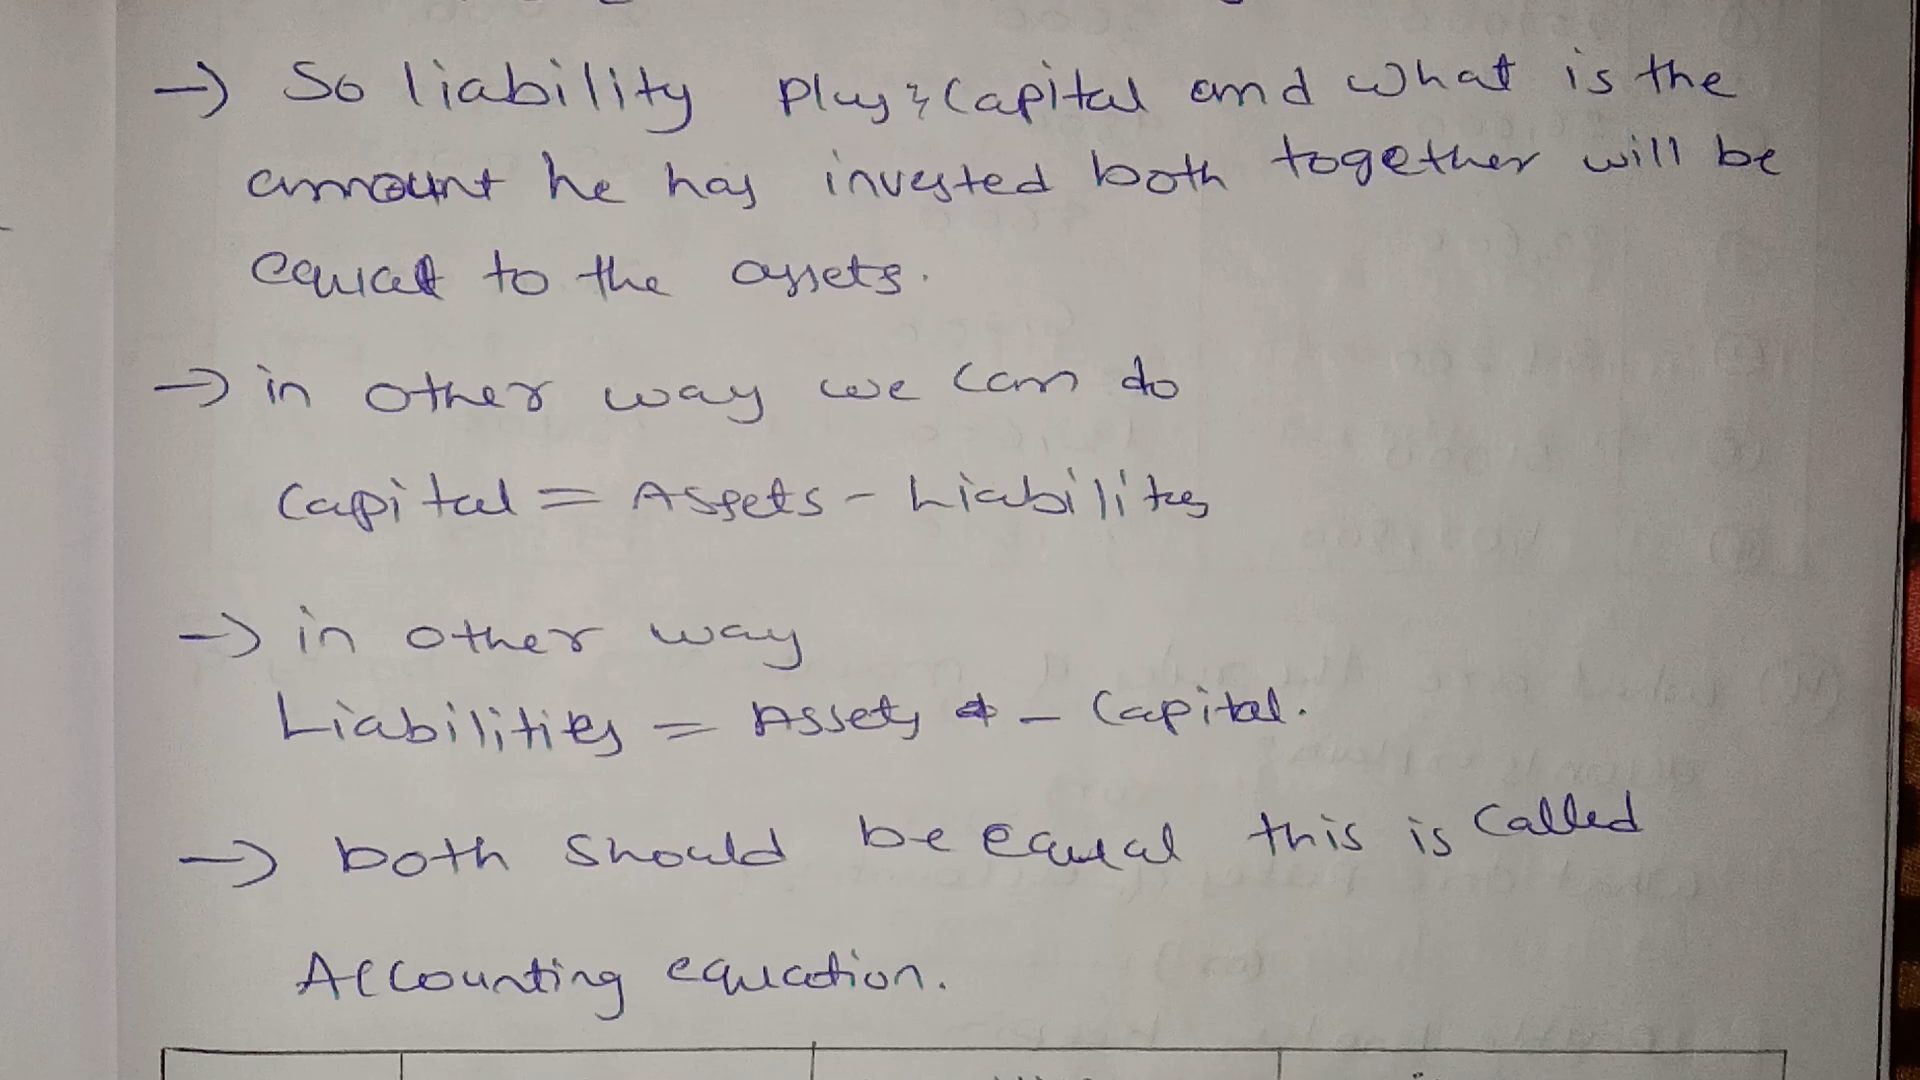 → So liability plus & Capital and what is the
amount he has invested both together will be
equal to the assets.
→ in other way we can do
Capital = Assets - Liabilites
→ in other way
Liabilities = Assets - Capital.
→ both should be equal this is called
Accounting equation.